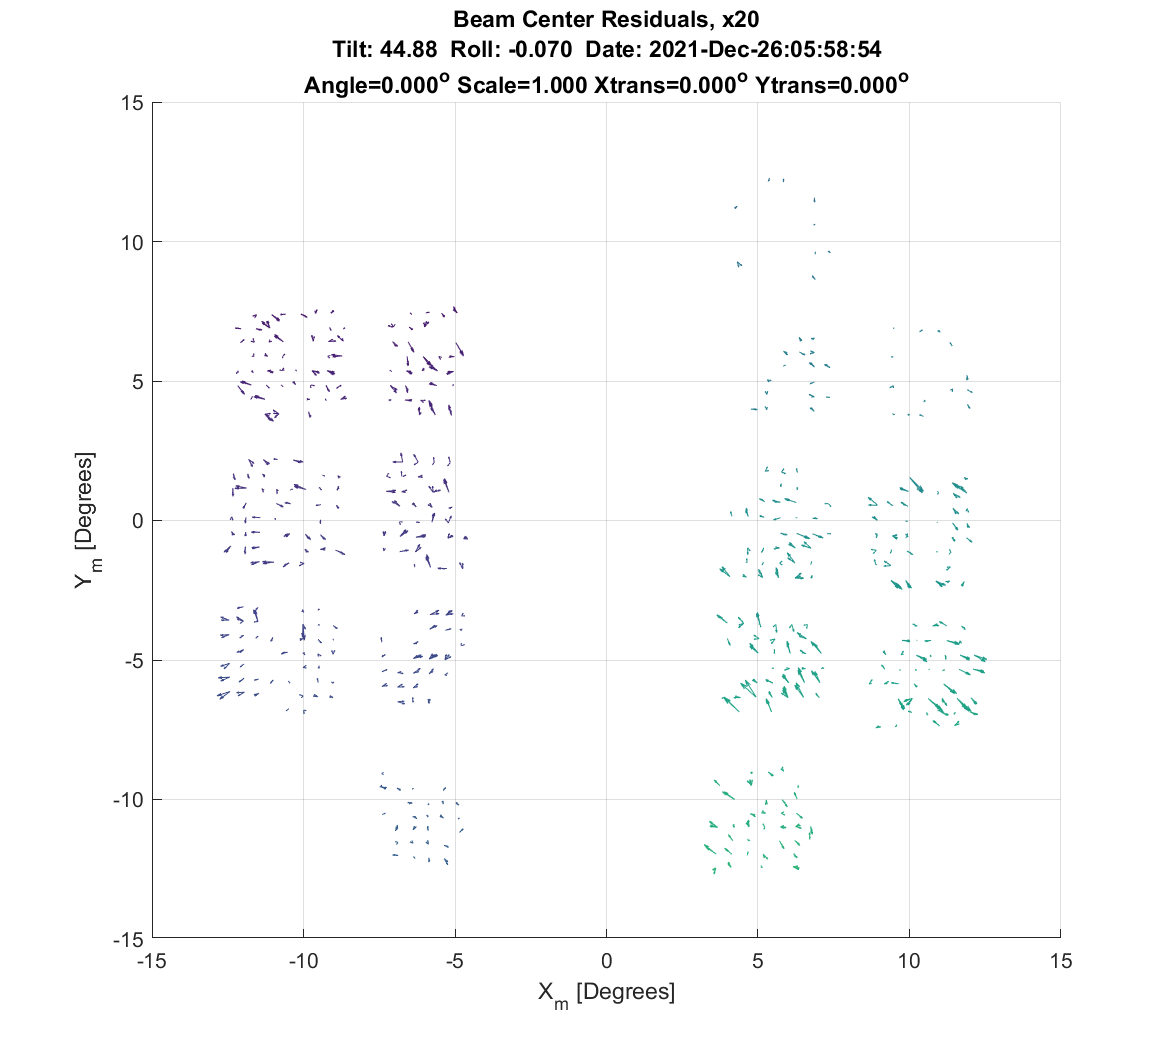 Beam Center Residuals, x20
Tilt: 44.88  Roll: -0.070  Date: 2021-Dec-26:05:58:54
Angle=0.000° Scale=1.000 Xtrans=0.000° Ytrans=0.000°
15
10
5
0
-5
-10
-15
Y_m [Degrees]
-15 -10 -5 0 5 10 15
X_m [Degrees]